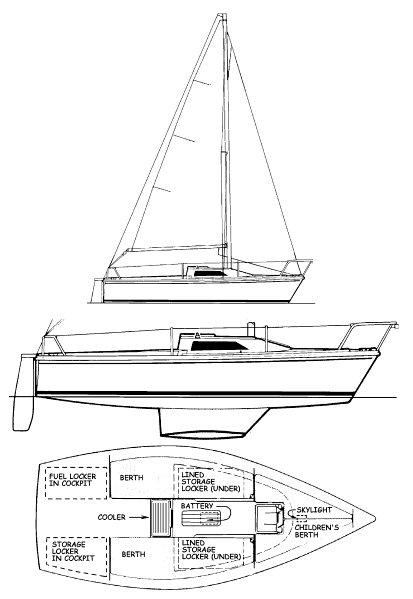 FUEL LOCKER
IN COCKPIT
BERTH
LINED
STORAGE
LOCKER (UNDER)
BATTERY
COOLER
SKYLIGHT
CHILDREN'S
BERTH
STORAGE
LOCKER
IN COCKPIT
BERTH
LINED
STORAGE
LOCKER (UNDER)